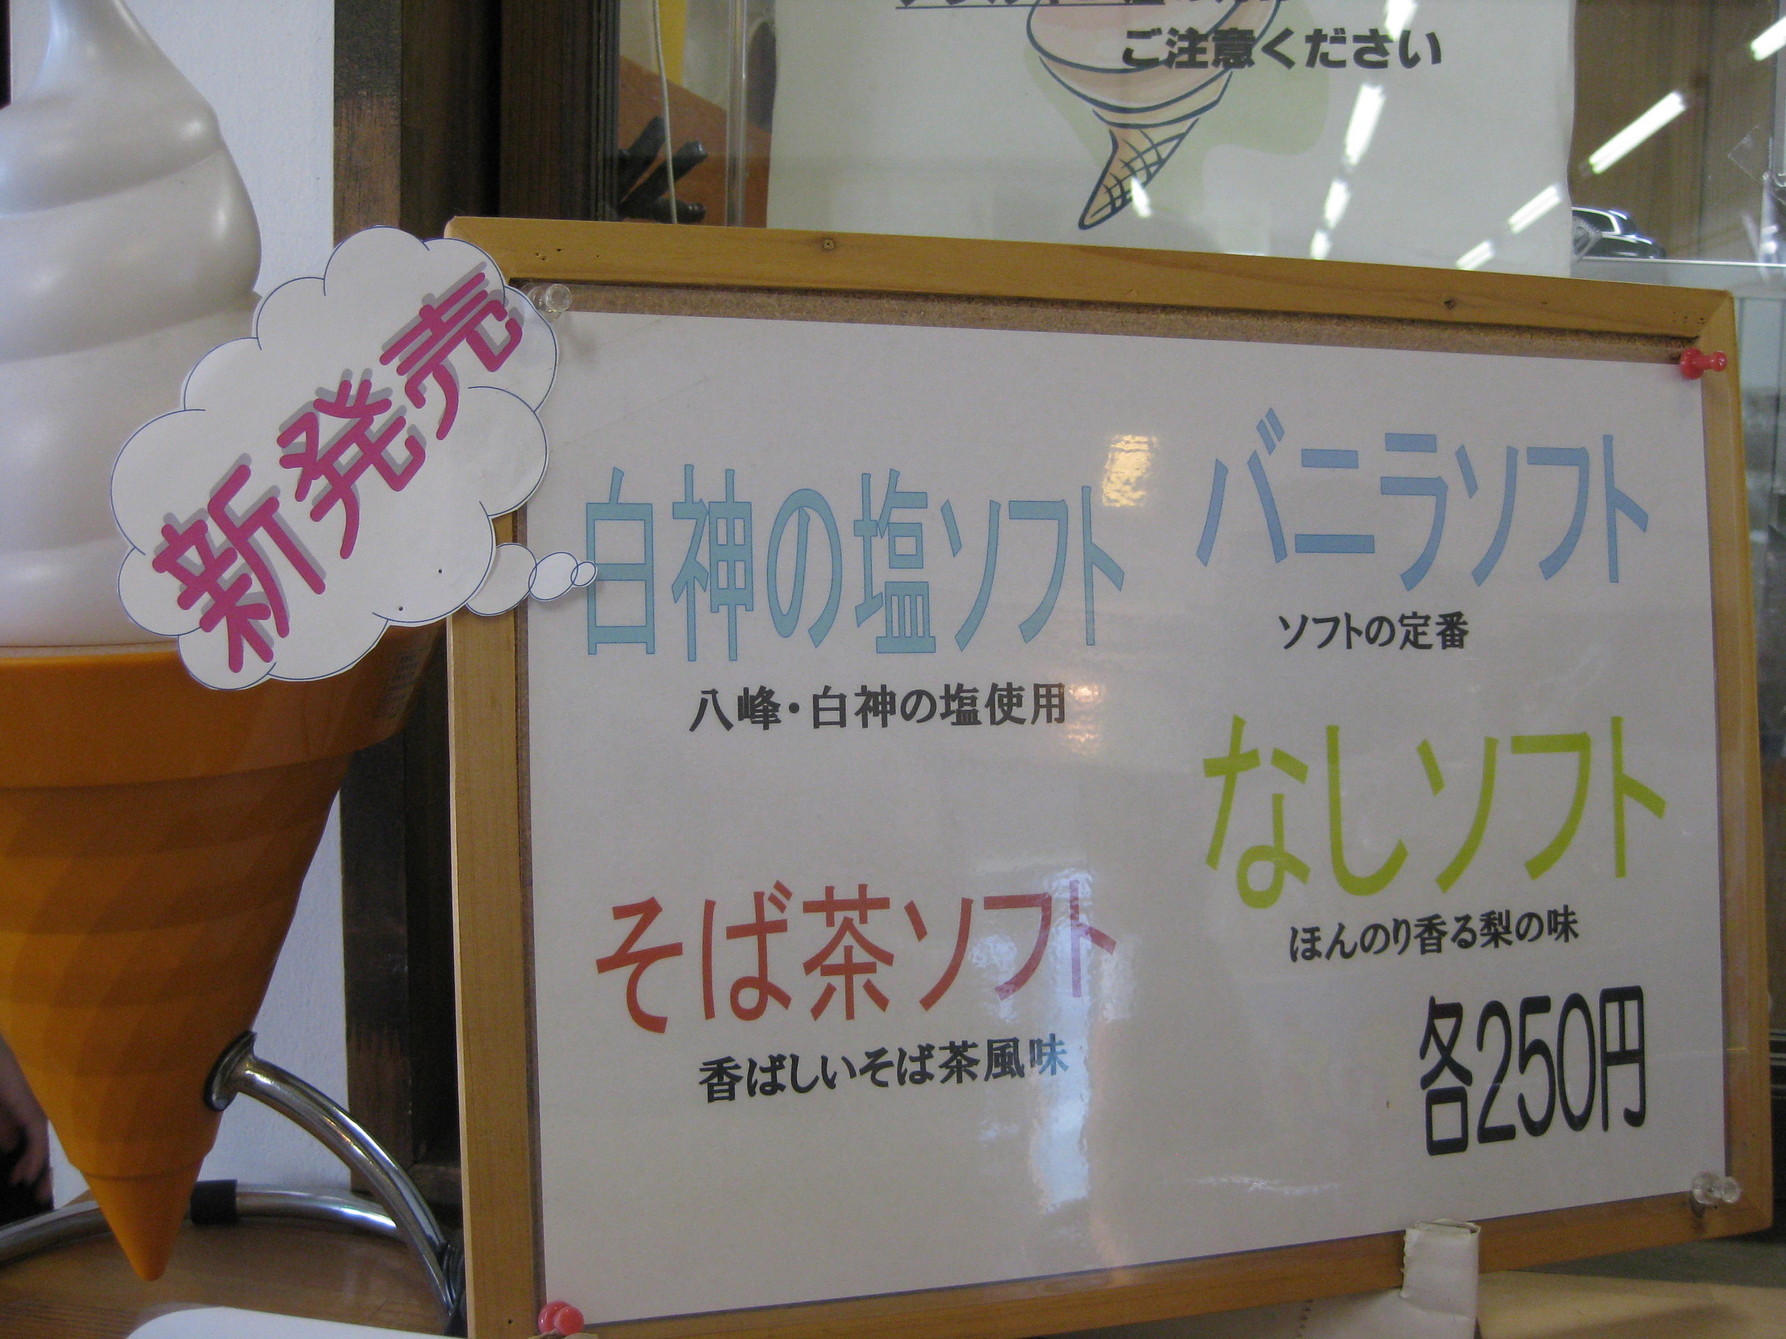 ご注意ください
新発売
白神の塩ソフト
八峰・白神の塩使用
バニラソフト
ソフトの定番
そば茶ソフト
香ばしいそば茶風味
なしソフト
ほんのり香る梨の味
各250円